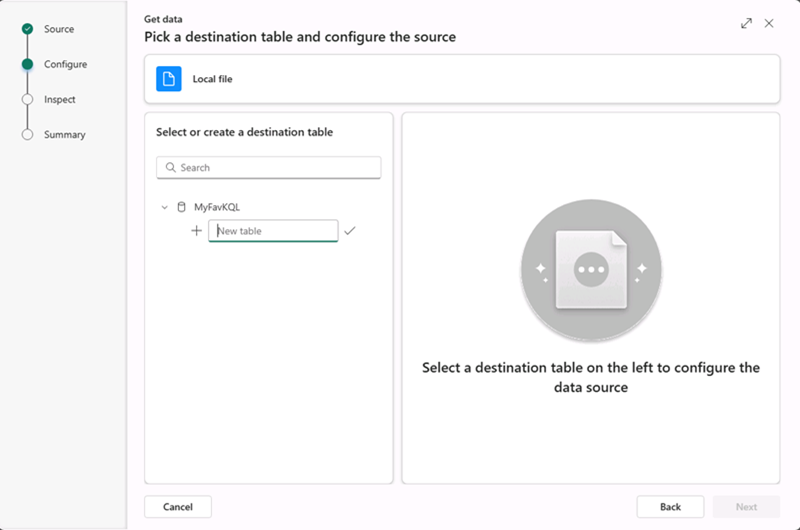 Source
Configure
Inspect
Summary
Get data
Pick a destination table and configure the source
Local file
Select or create a destination table
Search
MyFavKQL
New table
Select a destination table on the left to configure the
data source
Cancel
Back
Next